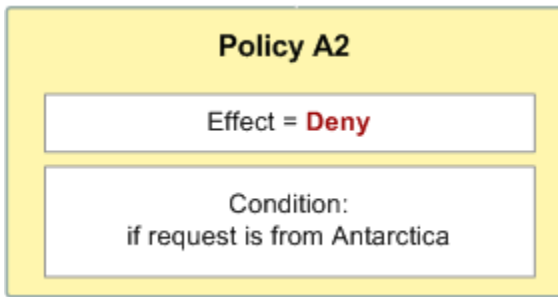 Policy A2
Effect = Deny
Condition:
if request is from Antarctica